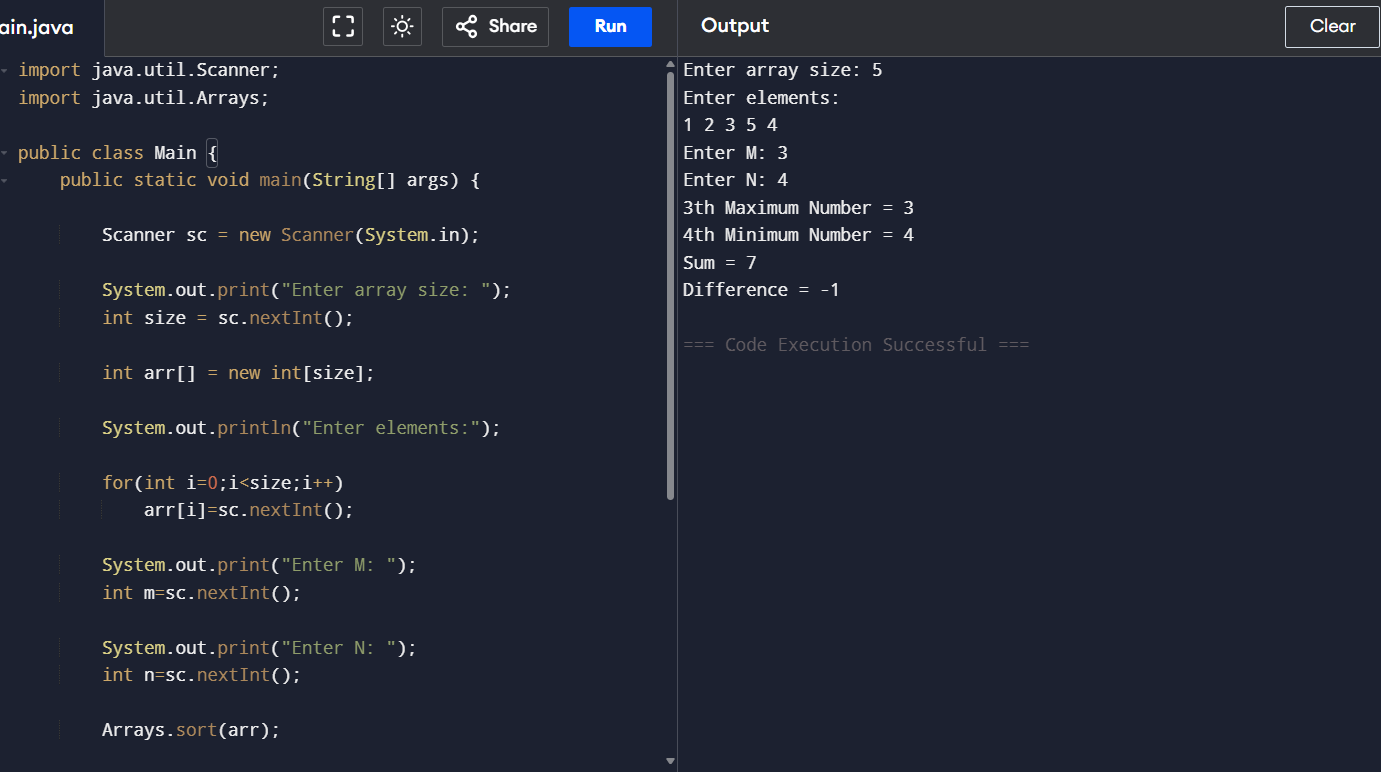 ain.java
Share
Run
Output
Clear
import java.util.Scanner;
import java.util.Arrays;
public class Main {
public static void main(String[] args) {
Scanner sc = new Scanner(System.in);
System.out.print("Enter array size: ");
int size = sc.nextInt();
int arr[] = new int[size];
System.out.println("Enter elements:");
for(int i=0;i<size;i++)
arr[i]=sc.nextInt();
System.out.print("Enter M: ");
int m=sc.nextInt();
System.out.print("Enter N: ");
int n=sc.nextInt();
Arrays.sort(arr);
Enter array size: 5
Enter elements:
1 2 3 5 4
Enter M: 3
Enter N: 4
3th Maximum Number = 3
4th Minimum Number = 4
Sum = 7
Difference = -1
=== Code Execution Successful ===